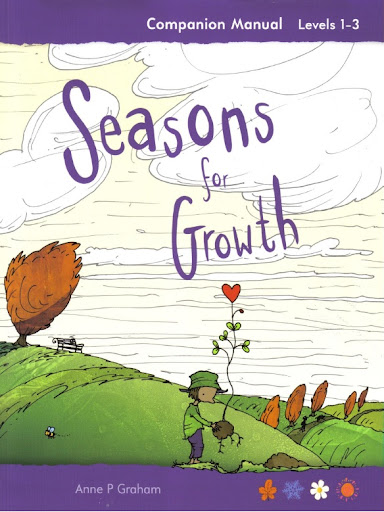 Companion Manual Levels 1-3
Seasons
for
Growth
Anne P Graham